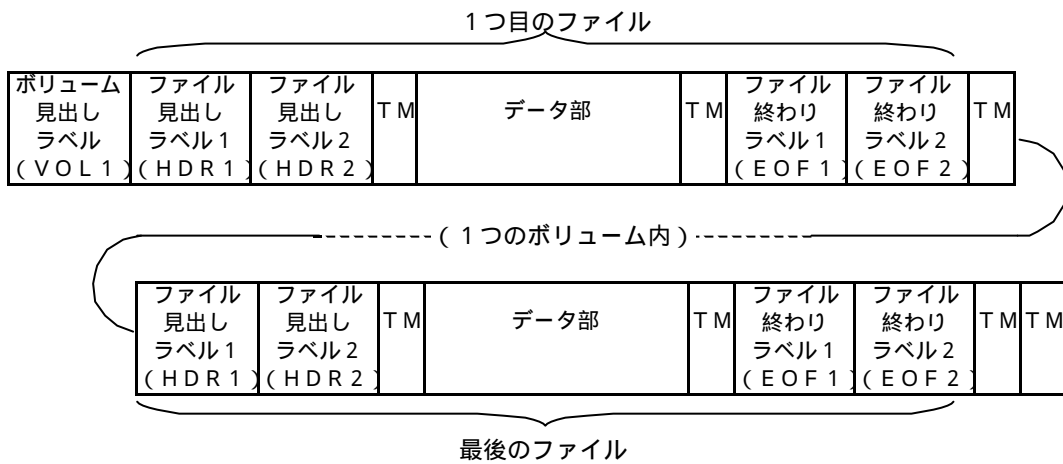 １つ目のファイル
ボリューム見出しラベル（ＶＯＬ１）
ファイル見出しラベル１（ＨＤＲ１）
ファイル見出しラベル２（ＨＤＲ２）
ＴＭ
データ部
ＴＭ
ファイル終わりラベル１（ＥＯＦ１）
ファイル終わりラベル２（ＥＯＦ２）
ＴＭ
（１つのボリューム内）
ファイル見出しラベル１（ＨＤＲ１）
ファイル見出しラベル２（ＨＤＲ２）
ＴＭ
データ部
ＴＭ
ファイル終わりラベル１（ＥＯＦ１）
ファイル終わりラベル２（ＥＯＦ２）
ＴＭ
ＴＭ
最後のファイル